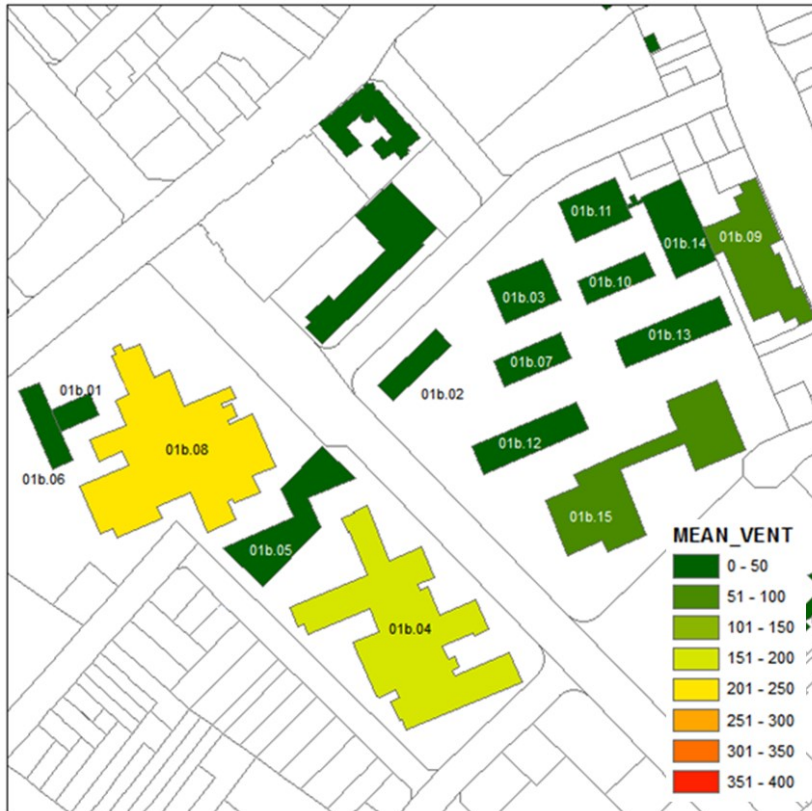 01b.11
01b.14
01b.09
01b.03
01b.10
01b.13
01b.07
01b.02
01b.01
01b.08
01b.12
01b.06
01b.15
01b.05
01b.04
MEAN_VENT
0 - 50
51 - 100
101 - 150
151 - 200
201 - 250
251 - 300
301 - 350
351 - 400